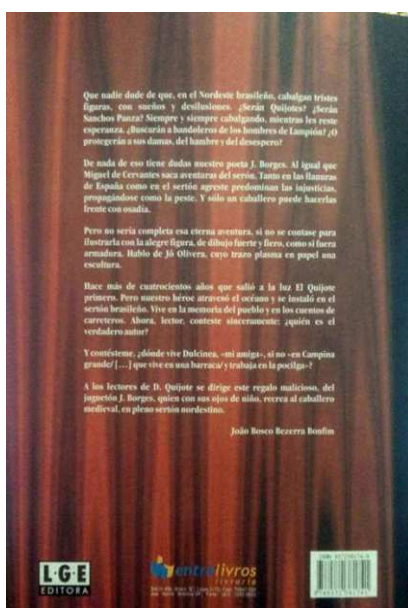 Que nadie dude de que, en el Nordeste brasileño, cabalgan tristes
figuras, con sueños y desilusiones. ¿Serán Quijotes? ¿Serán
Sanchos Panza? Siempre y siempre cabalgando, mientras les reste
esperanza. ¿Buscarán a bandoleros de los hombres de Lampión? ¿O
protegerán a sus damas, del hambre y del desespero?
De nada de eso tiene dudas nuestro poeta J. Borges. Al igual que
Miguel de Cervantes saca aventuras del serón. Tanto en las llanuras
de España como en el sertón agreste predominan las injusticias,
propagándose como la peste. Y sólo un caballero puede hacerlas
frente con osadía.
Pero no sería completa esa eterna aventura, si no se contase para
ilustrarla con la alegre figura, de dibujo fuerte y fiero, como si fuera
armadura. Hablo de Jô Olivera, cuyo trazo plasma en papel una
escultura.
Hace más de cuatrocientos años que salió a la luz El Quijote
primero. Pero nuestro héroe atravesó el océano y se instaló en el
sertón brasileño. Vive en la memoria del pueblo y en los cuentos de
carreteros. Ahora, lector, conteste sinceramente: ¿quién es el
verdadero autor?
Y contésteme, ¿dónde vive Dulcinea, «mi amiga», si no «en Campina
grande/ [...] que vive en una barraca/ y trabaja en la pocilga»?
A los lectores de D. Quijote se dirige este regalo malicioso, del
juguetón J. Borges, quien con sus ojos de niño, recrea al caballero
medieval, en pleno sertón nordestino.
João Bosco Bezerra Bonfim
L·G·E
EDITORA
entrelivros
livraria